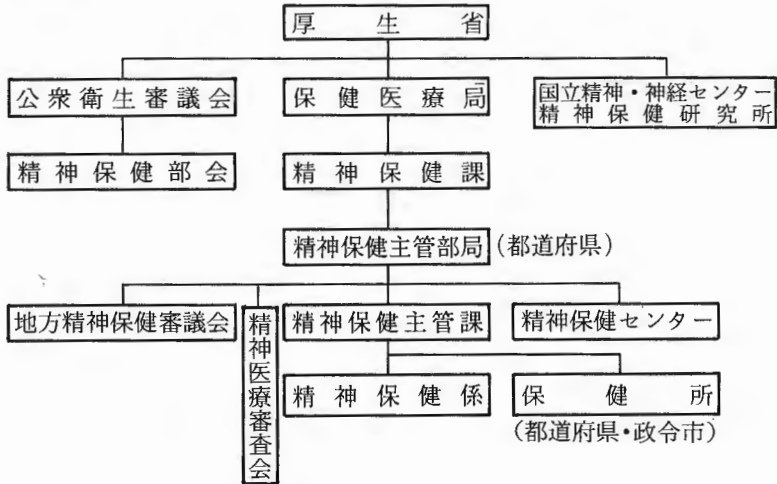 厚生省
公衆衛生審議会
保健医療局
国立精神・神経センター
精神保健研究所
精神保健部会
精神保健課
精神保健主管部局(都道府県)
地方精神保健審議会
精神医療審査会
精神保健主管課
精神保健センター
精神保健係
保健所
(都道府県・政令市)